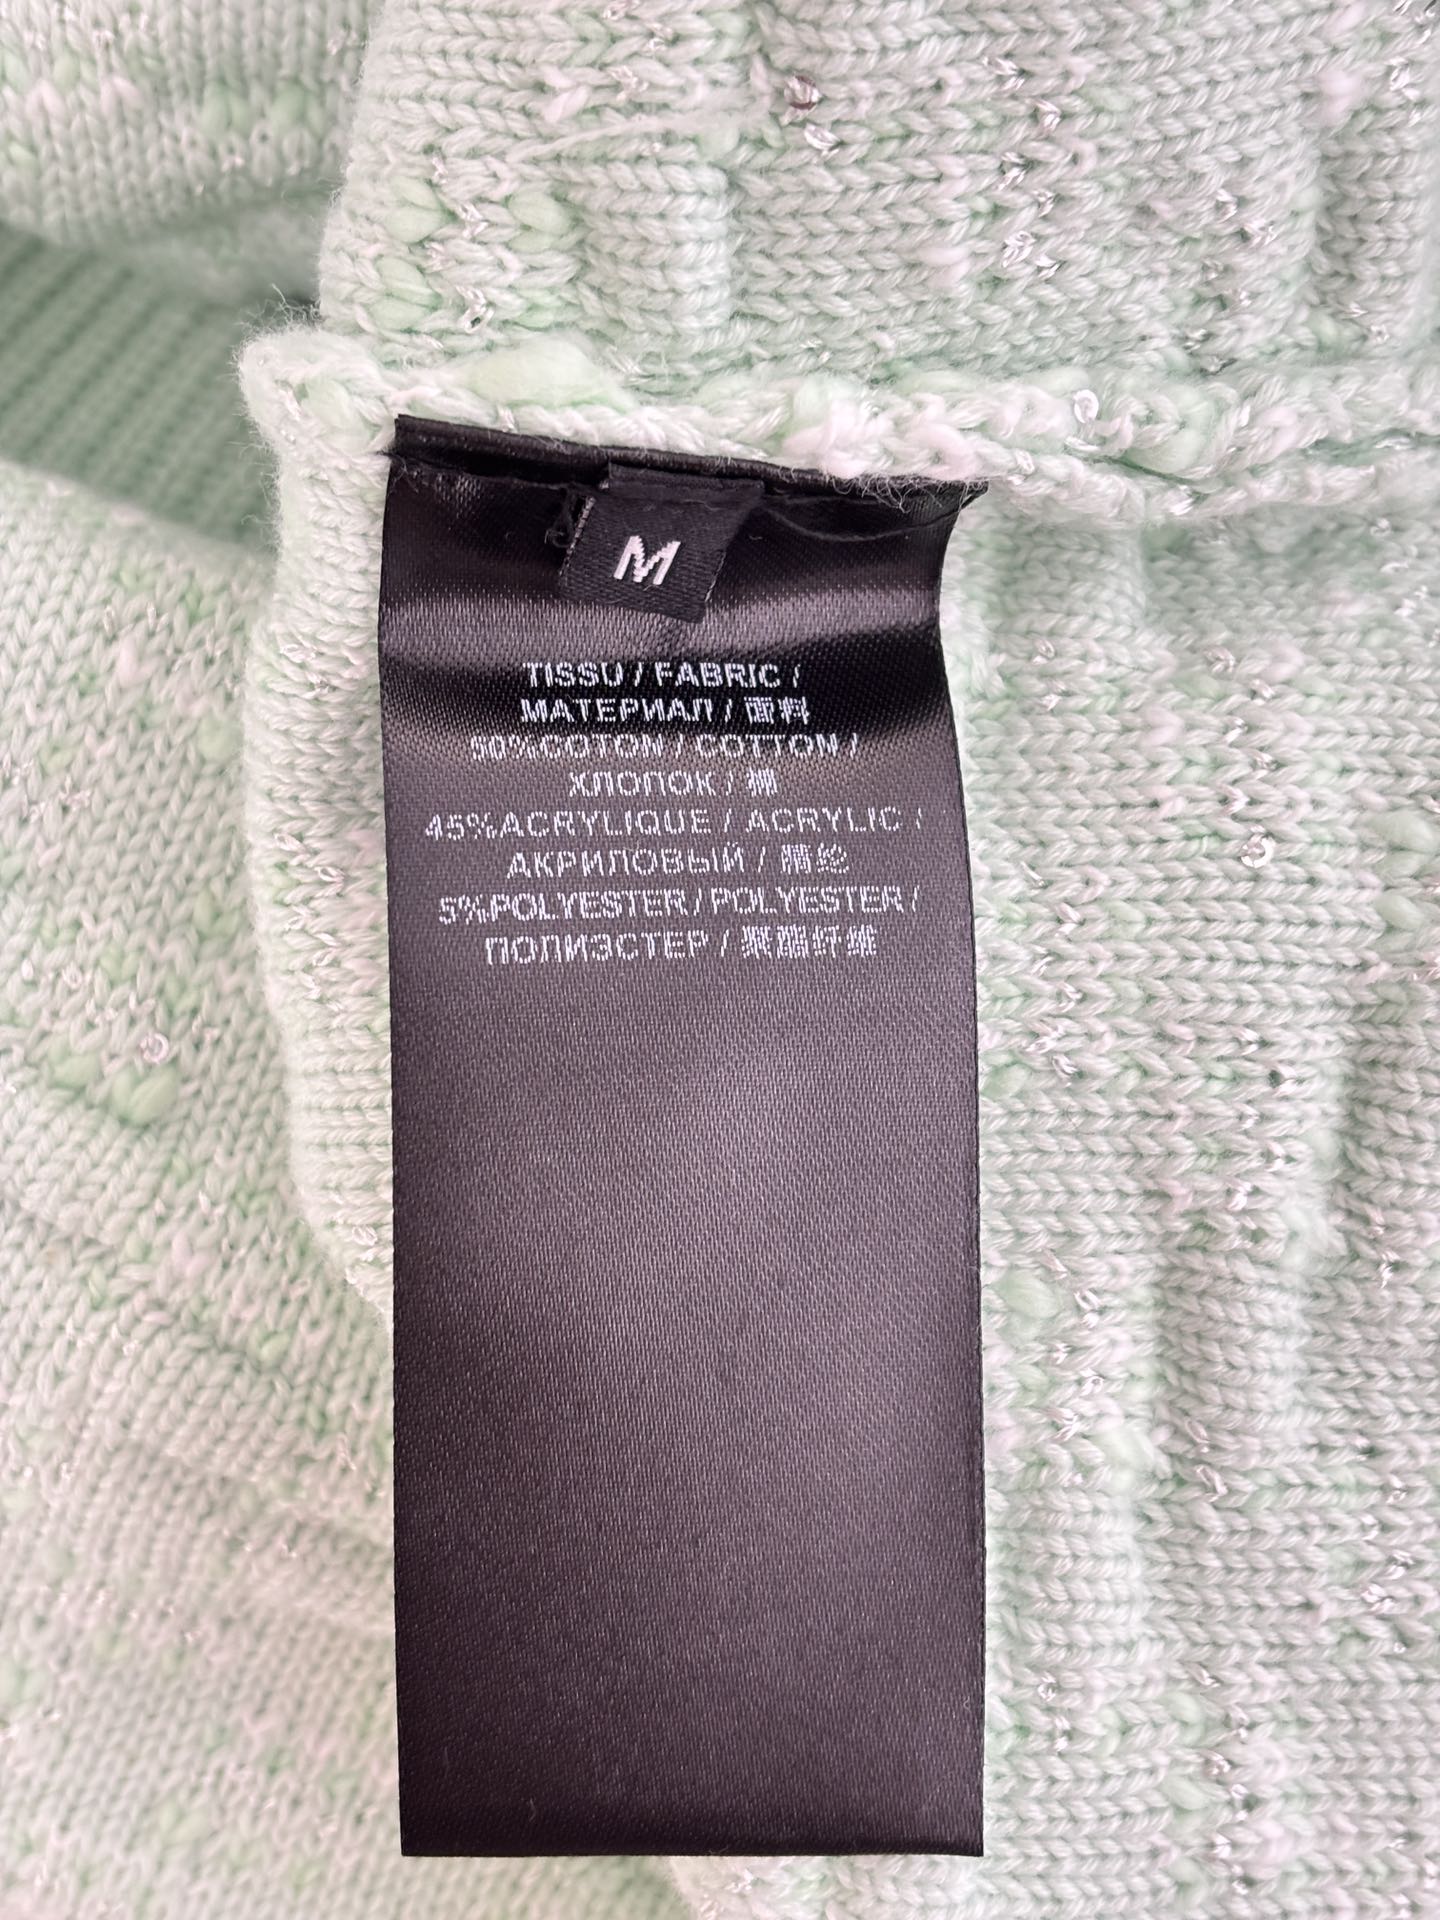 M
TISSU / FABRIC /
МАТЕРИАЛ / 面料
50%COTON / COTTON /
ХЛОПОК / 棉
45%ACRYLIQUE / ACRYLIC /
АКРИЛОВЫЙ / 腈纶
5%POLYESTER / POLYESTER /
ПОЛИЭСТЕР / 聚酯纤维